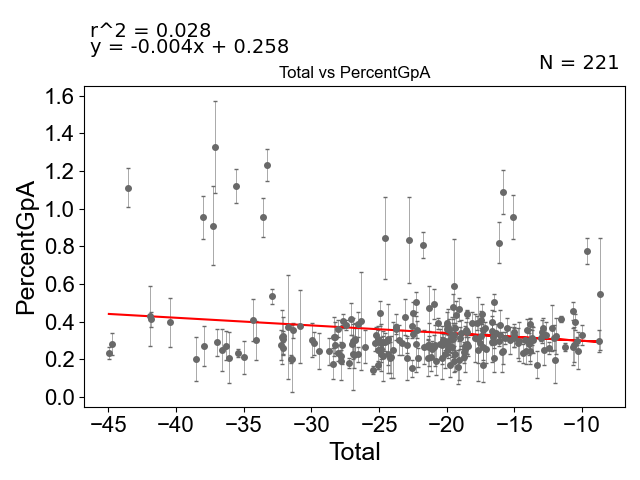 r^2 = 0.028
y = -0.004x + 0.258
N = 221
Total vs PercentGpA
1.6
1.4
1.2
1.0
0.8
0.6
0.4
0.2
0.0
PercentGpA
−45 −40 −35 −30 −25 −20 −15 −10
Total